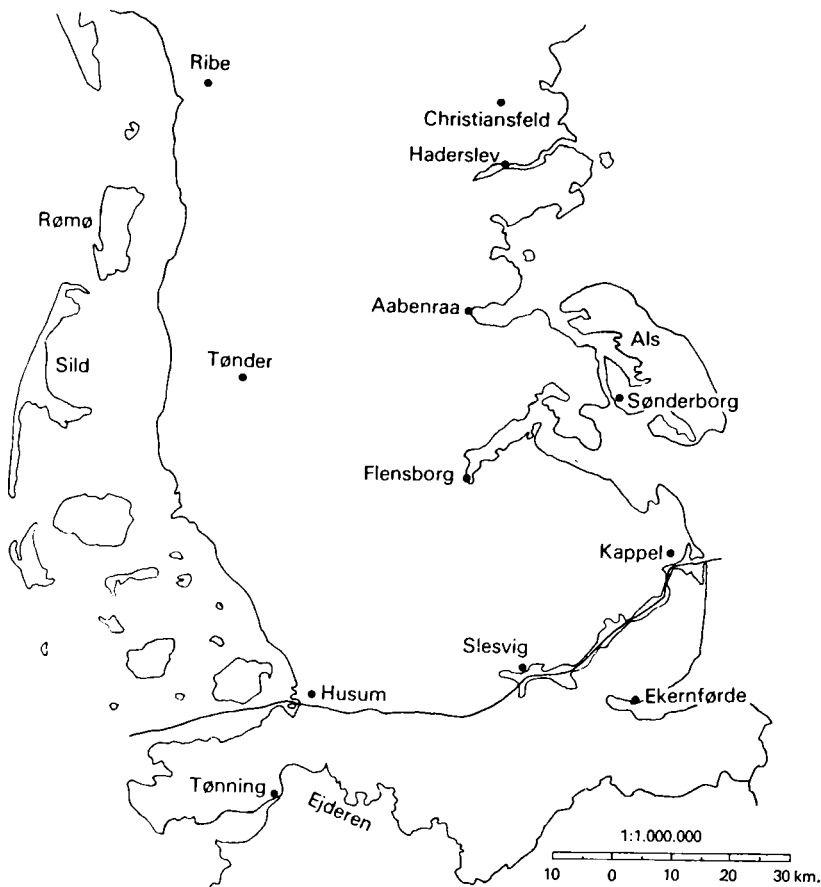 Ribe
Christiansfeld
Haderslev
Rømø
Aabenraa
Als
Sild
Tønder
Sønderborg
Flensborg
Kappel
Slesvig
Husum
Ekernførde
Tønning
Ejderen
1:1.000.000
10 0 10 20 30 km.